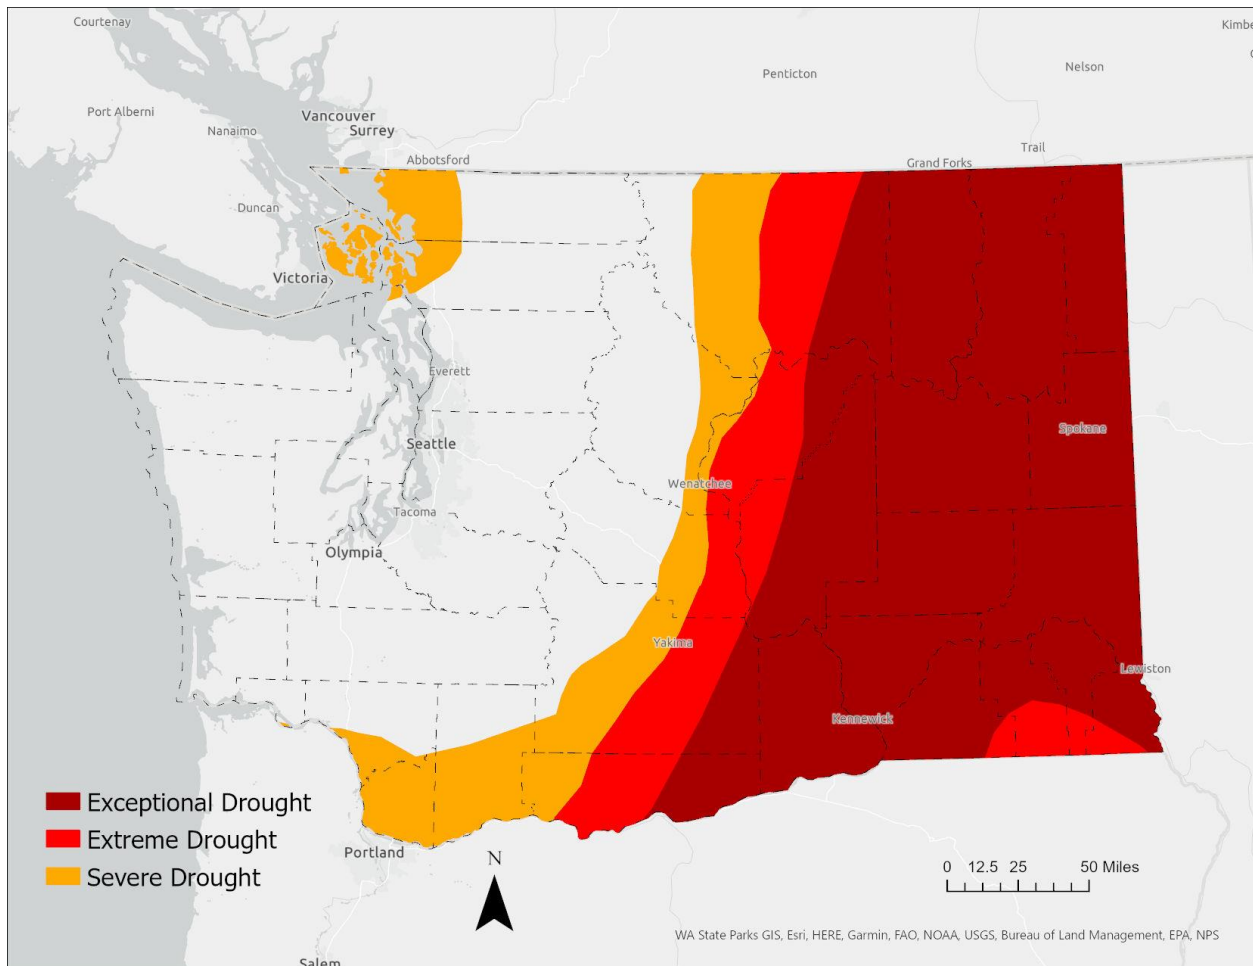 Courtenay
Kimbe
Penticton
Nelson
Port Alberni
Vancouver
Surrey
Nanaimo
Trail
Abbotsford
Grand Forks
Duncan
Victoria
Everett
Seattle
Spokane
Wenatchee
Tacoma
Olympia
Yakima
Lewiston
Kennewick
Exceptional Drought
Extreme Drought
Severe Drought
Portland
N
0 12.5 25 50 Miles
WA State Parks GIS, Esri, HERE, Garmin, FAO, NOAA, USGS, Bureau of Land Management, EPA, NPS
Salem